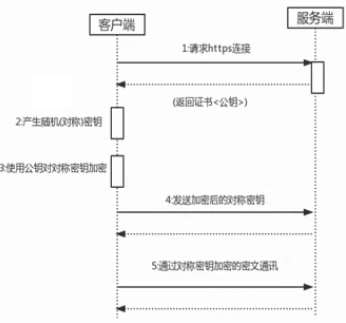 客户端
服务端
1:请求https连接
(返回证书<公钥>)
2:产生随机(对称)密钥
3:使用公钥对对称密钥加密
4:发送加密后的对称密钥
5:通过对称密钥加密的密文通讯